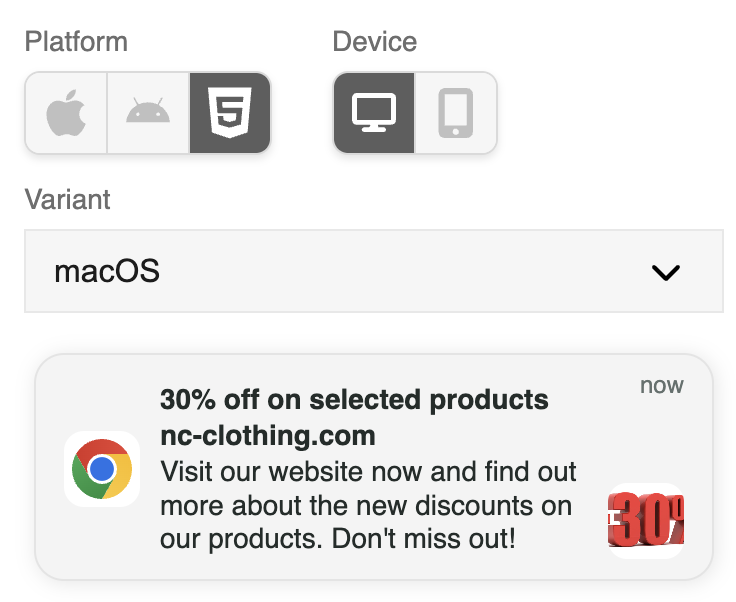 Platform
Device
Variant
macOS
30% off on selected products
now
nc-clothing.com
Visit our website now and find out
more about the new discounts on
our products. Don't miss out!
30%